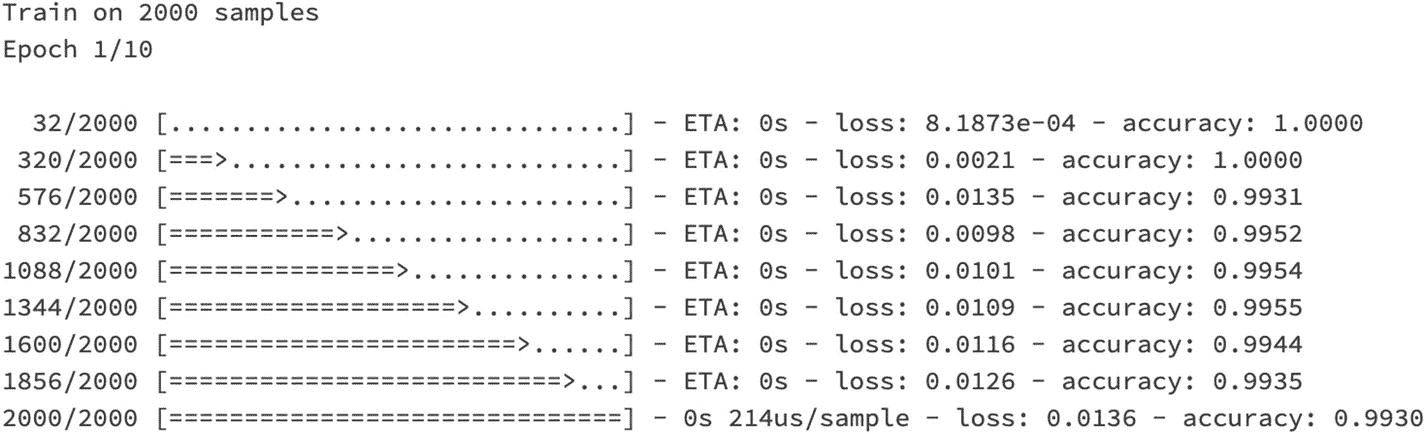 Train on 2000 samples
Epoch 1/10
32/2000 [..............................] - ETA: 0s - loss: 8.1873e-04 - accuracy: 1.0000
320/2000 [===>..........................] - ETA: 0s - loss: 0.0021 - accuracy: 1.0000
576/2000 [=======>......................] - ETA: 0s - loss: 0.0135 - accuracy: 0.9931
832/2000 [===========>..................] - ETA: 0s - loss: 0.0098 - accuracy: 0.9952
1088/2000 [===============>..............] - ETA: 0s - loss: 0.0101 - accuracy: 0.9954
1344/2000 [===================>..........] - ETA: 0s - loss: 0.0109 - accuracy: 0.9955
1600/2000 [=======================>......] - ETA: 0s - loss: 0.0116 - accuracy: 0.9944
1856/2000 [==========================>...] - ETA: 0s - loss: 0.0126 - accuracy: 0.9935
2000/2000 [==============================] - 0s 214us/sample - loss: 0.0136 - accuracy: 0.9930